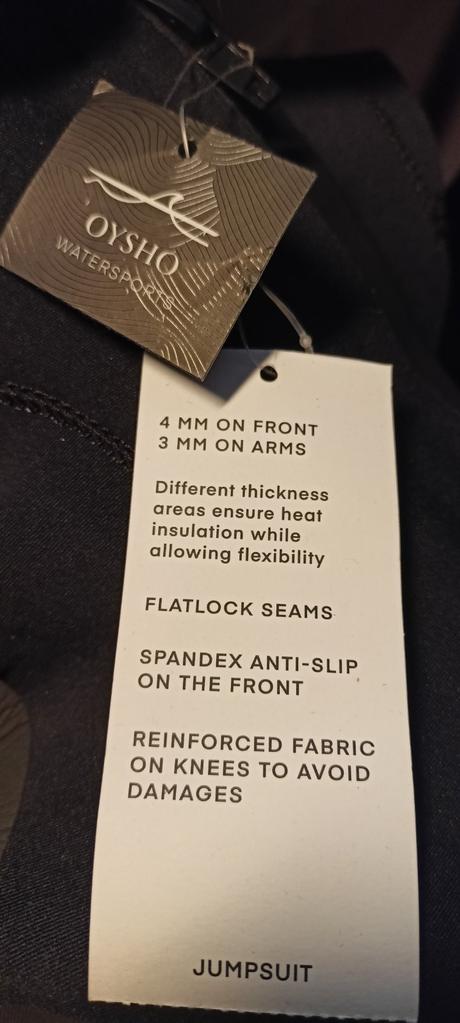 OYSHO
WATERSPORTS
4 MM ON FRONT
3 MM ON ARMS
Different thickness
areas ensure heat
insulation while
allowing flexibility
FLATLOCK SEAMS
SPANDEX ANTI-SLIP
ON THE FRONT
REINFORCED FABRIC
ON KNEES TO AVOID
DAMAGES
JUMPSUIT